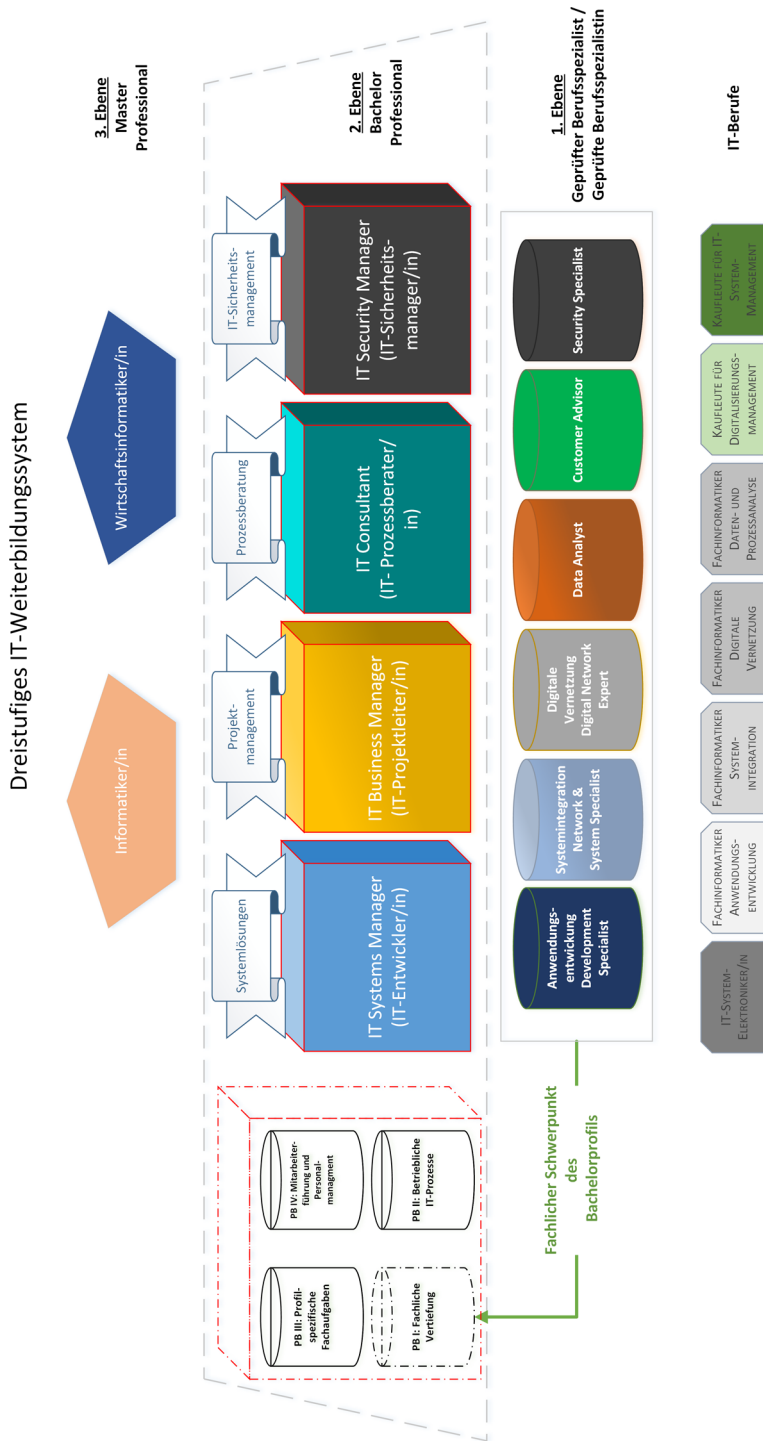 Dreistufiges IT-Weiterbildungssystem
Informatiker/in
Wirtschaftsinformatiker/in
3. Ebene
Master
Professional
Systemlösungen
Projekt-
management
Prozessberatung
IT-Sicherheits-
management
IT Systems Manager
(IT-Entwickler/in)
IT Business Manager
(IT-Projektleiter/in)
IT Consultant
(IT- Prozessberater/
in)
IT Security Manager
(IT-Sicherheits-
manager/in)
2. Ebene
Bachelor
Professional
PB III: Profil-
spezifische
Fachaufgaben
PB IV: Mitarbeiter-
führung und
Personal-
managment
PB I: Fachliche
Vertiefung
PB II: Betriebliche
IT-Prozesse
Fachlicher Schwerpunkt
des
Bachelorprofils
Anwendungs-
entwickung
Development
Specialist
Systemintegration
Network &
System Specialist
Digitale
Vernetzung
Digital Network
Expert
Data Analyst
Customer Advisor
Security Specialist
1. Ebene
Geprüfter Berufsspezialist /
Geprüfte Berufsspezialistin
IT-System-
Elektroniker/in
Fachinformatiker
Anwendungs-
entwicklung
Fachinformatiker
System-
integration
Fachinformatiker
Digitale
Vernetzung
Fachinformatiker
Daten- und
Prozessanalyse
Kaufleute für
Digitalisierungs-
management
Kaufleute für IT-
System-
Management
IT-Berufe